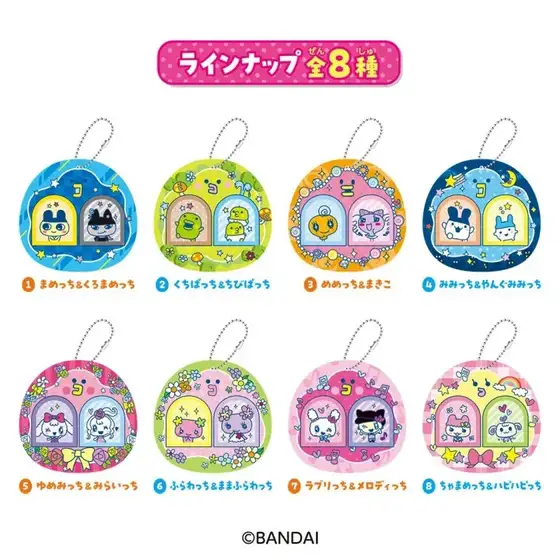 ラインナップ 全8種
ぜん しゅ
1 まめっち&くろまめっち
2 くちぱっち&ちびぱっち
3 めめっち&まきこ
4 みみっち&やんぐみみっち
5 ゆめみっち&みらいっち
6 ふらわっち&ままふらわっち
7 ラブリっち&メロディっち
8 ちゃまめっち&ハピハピっち
©BANDAI